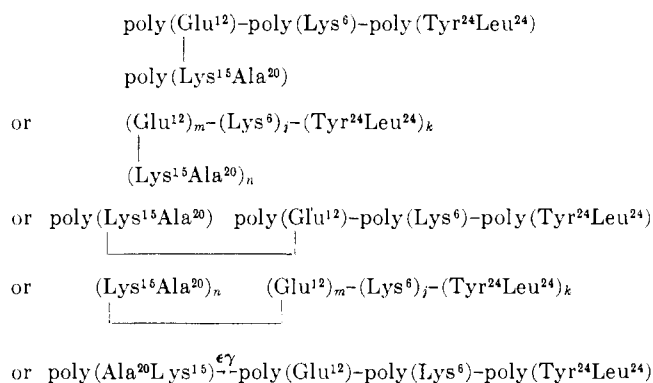 poly(Glu¹²)–poly(Lys⁶)–poly(Tyr²⁴Leu²⁴)
poly(Lys¹⁵Ala²⁰)
or (Glu¹²)ₘ–(Lys⁶)ⱼ–(Tyr²⁴Leu²⁴)ₖ
(Lys¹⁵Ala²⁰)ₙ
or poly(Lys¹⁵Ala²⁰) poly(Glu¹²)–poly(Lys⁶)–poly(Tyr²⁴Leu²⁴)
or (Lys¹⁵Ala²⁰)ₙ (Glu¹²)ₘ–(Lys⁶)ⱼ–(Tyr²⁴Leu²⁴)ₖ
or poly(Ala²⁰Lys¹⁵)-ϵγ-poly(Glu¹²)–poly(Lys⁶)–poly(Tyr²⁴Leu²⁴)